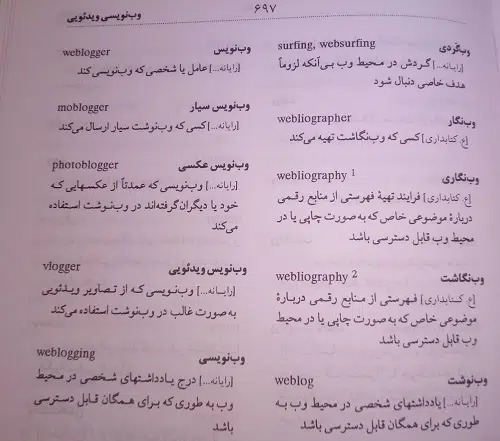 ۶۹۷
وب‌نویسی ویدئویی
وب‌گردی surfing, websurfing
[رایانه...] گردش در محیط وب بی‌آنکه لزوماً
هدف خاصی دنبال شود
وب‌نگار webliographer
[ع. کتابداری] کسی که وب‌نگاشت تهیه می‌کند
وب‌نگاری webliography 1
[ع. کتابداری] فرایند تهیهٔ فهرستی از منابع رقمی
دربارهٔ موضوعی خاص که به‌صورت چاپی یا در
محیط وب قابل دسترسی باشد
وب‌نگاشت webliography 2
[ع. کتابداری] فهرستی از منابع رقمی دربارهٔ
موضوعی خاص که به‌صورت چاپی یا در محیط
وب قابل دسترسی باشد
وب‌نوشت weblog
[رایانه...] یادداشتهای شخصی در محیط وب به
طوری که برای همگان قابل دسترسی باشد
وب‌نویس weblogger
[رایانه...] عامل یا شخصی که وب‌نویسی کند
وب‌نویس سیار moblogger
[رایانه...] کسی که وب‌نوشت سیار ارسال می‌کند
وب‌نویس عکسی photoblogger
[رایانه...] وب‌نویسی که عمدتاً از عکسهایی که
خود یا دیگران گرفته‌اند در وب‌نوشت استفاده
می‌کند
وب‌نویس ویدئویی vlogger
[رایانه...] وب‌نویسی که از تصاویر ویدئویی
به صورت غالب در وب‌نوشت استفاده می‌کند
وب‌نویسی weblogging
[رایانه...] درج یادداشتهای شخصی در محیط
وب به طوری که برای همگان قابل دسترسی
باشد